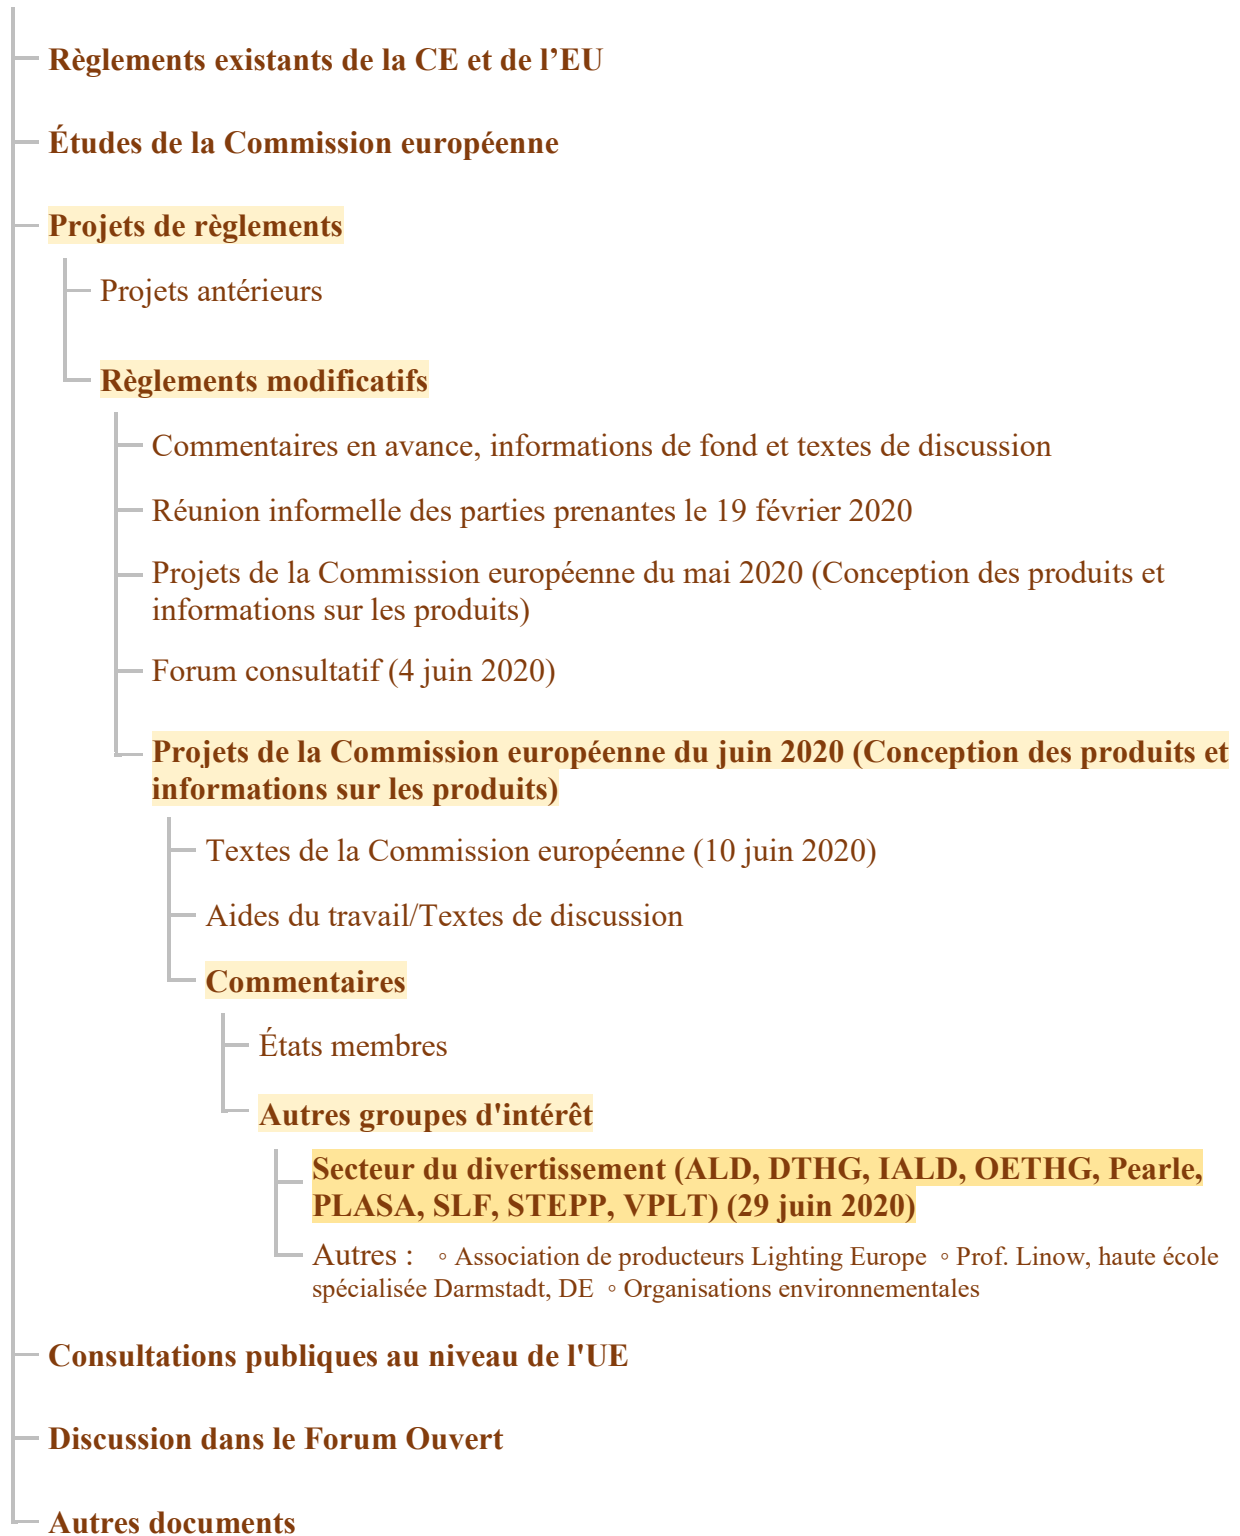 Règlements existants de la CE et de l’EU
Études de la Commission européenne
Projets de règlements
Projets antérieurs
Règlements modificatifs
Commentaires en avance, informations de fond et textes de discussion
Réunion informelle des parties prenantes le 19 février 2020
Projets de la Commission européenne du mai 2020 (Conception des produits et
informations sur les produits)
Forum consultatif (4 juin 2020)
Projets de la Commission européenne du juin 2020 (Conception des produits et
informations sur les produits)
Textes de la Commission européenne (10 juin 2020)
Aides du travail/Textes de discussion
Commentaires
États membres
Autres groupes d'intérêt
Secteur du divertissement (ALD, DTHG, IALD, OETHG, Pearle,
PLASA, SLF, STEPP, VPLT) (29 juin 2020)
Autres : ◦ Association de producteurs Lighting Europe ◦ Prof. Linow, haute école
spécialisée Darmstadt, DE ◦ Organisations environnementales
Consultations publiques au niveau de l'UE
Discussion dans le Forum Ouvert
Autres documents